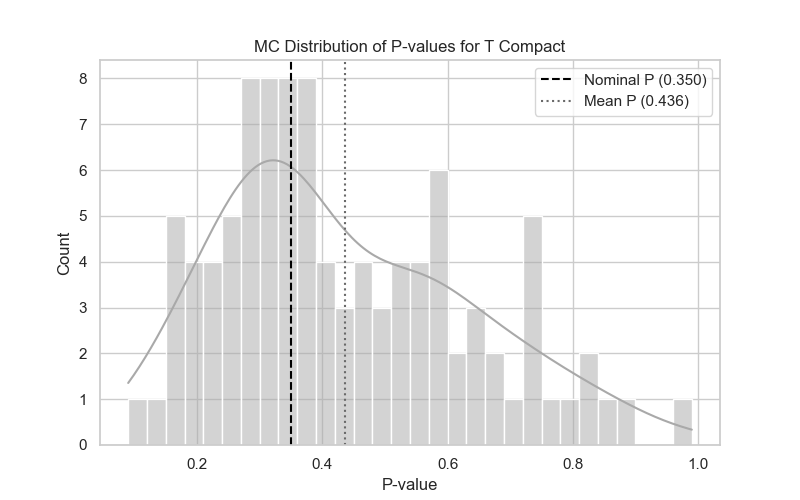 MC Distribution of P-values for T Compact
Nominal P (0.350)
Mean P (0.436)
Count
8
7
6
5
4
3
2
1
0
0.2 0.4 0.6 0.8 1.0
P-value